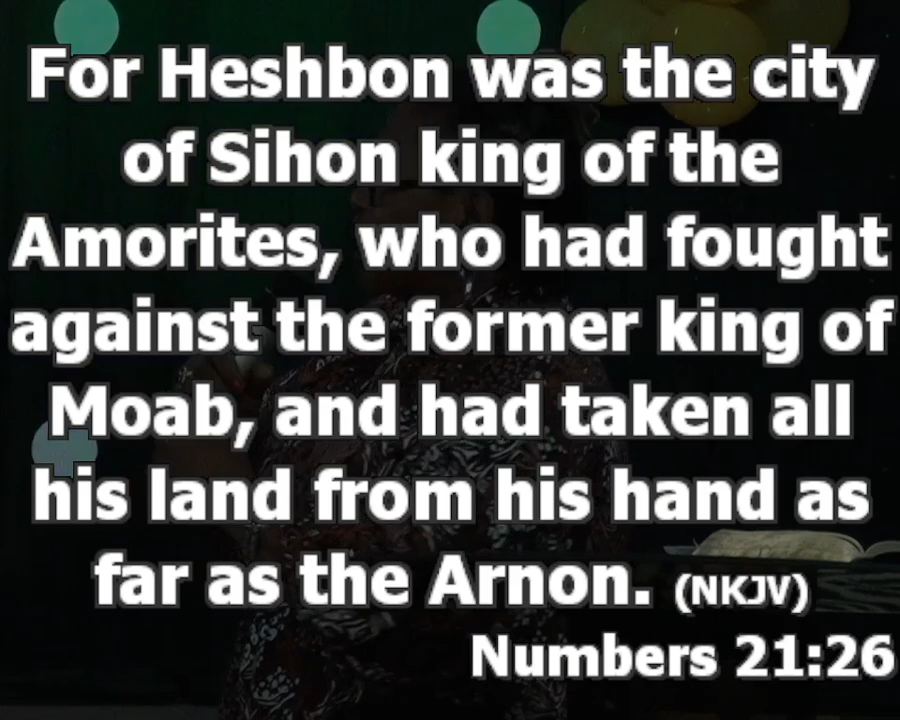 For Heshbon was the city
of Sihon king of the
Amorites, who had fought
against the former king of
Moab, and had taken all
his land from his hand as
far as the Arnon. (NKJV)
Numbers 21:26